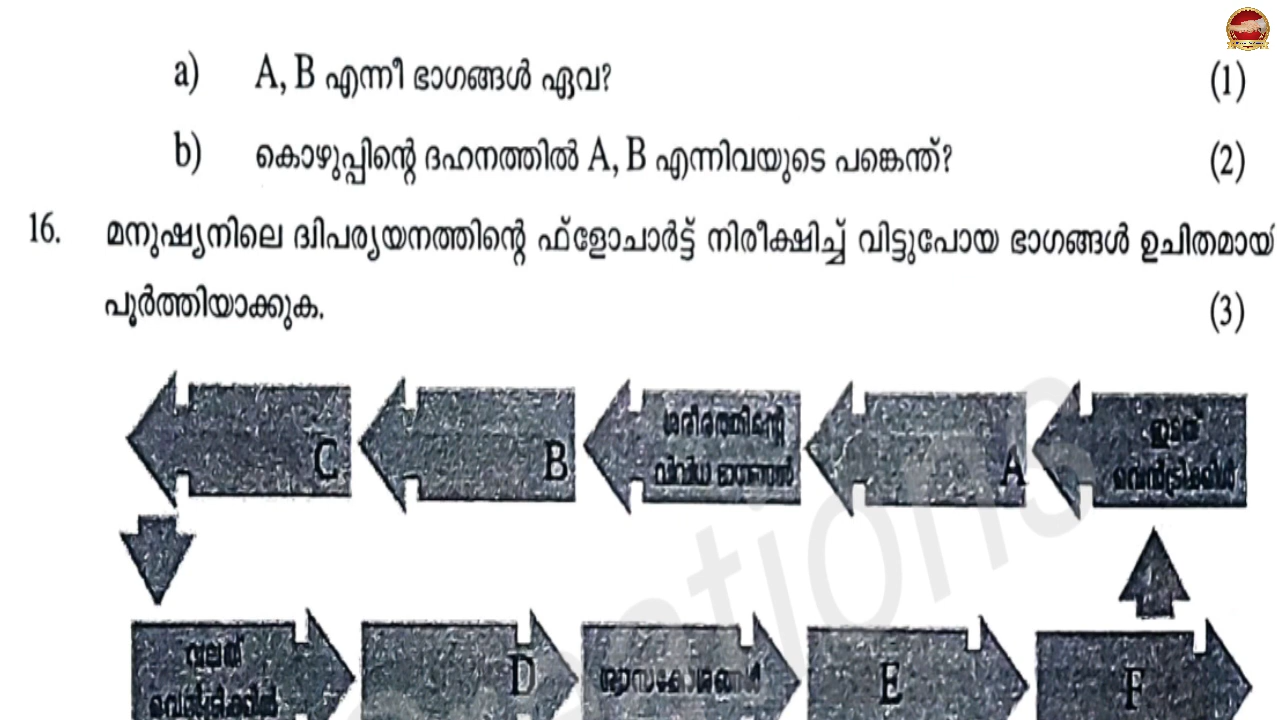 a) A, B എന്നീ ഭാഗങ്ങൾ ഏവ? (1)
b) കൊഴുപ്പിന്റെ ദഹനത്തിൽ A, B എന്നിവയുടെ പങ്കെന്ത്? (2)
16. മനുഷ്യനിലെ ദ്വിപര്യയനത്തിന്റെ ഫ്ളോചാർട്ട് നിരീക്ഷിച്ച് വിട്ടുപോയ ഭാഗങ്ങൾ ഉചിതമായി
പൂർത്തിയാക്കുക. (3)
C B ശരീരത്തിന്റെ വിവിധ ഭാഗങ്ങൾ A ഇടത് വെൻട്രിക്കിൾ
വലത് വെൻട്രിക്കിൾ D ശ്വാസകോശങ്ങൾ E F